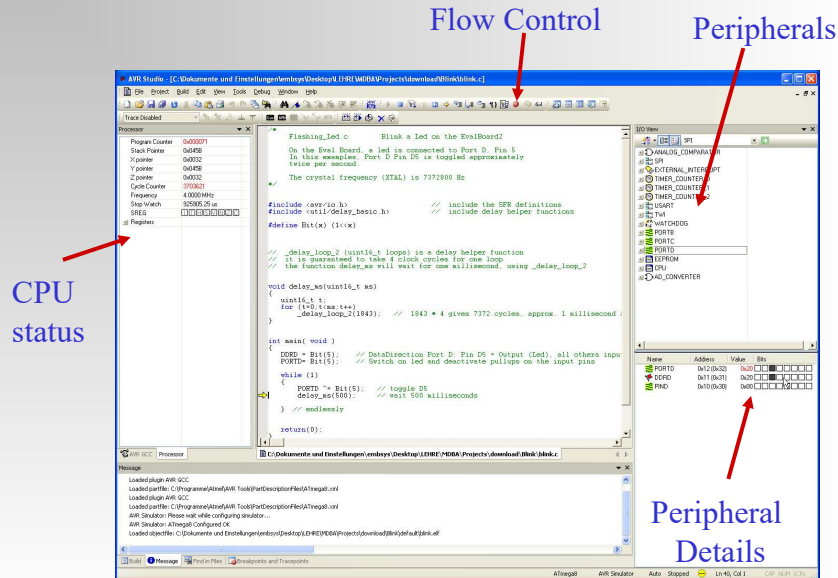 Flow Control
Peripherals
CPU
status
Peripheral
Details
AVR Studio - [C:\Dokumente und Einstellungen\embsys\Desktop\LEHRE\MDBA\Projects\download\Blink\blink.c]
File Project Build Edit View Tools Debug Window Help
Trace Disabled
Processor
Program Counter 0x000071
Stack Pointer 0x045B
X pointer 0x0032
Y pointer 0x045B
Z pointer 0x0032
Cycle Counter 3703621
Frequency 4.0000 MHz
Stop Watch 925905.25 us
SREG I T H S V N Z C
Registers
AVR GCC Processor
/*
Flashing_Led.c Blink a Led on the EvalBoard2
On the Eval Board, a led is connected to Port D, Pin 5
In this examples, Port D Pin D5 is toggled approximately
twice per second.
The crystal frequency (XTAL) is 7372800 Hz
*/
#include <avr/io.h> // include the SFR definitions
#include <util/delay_basic.h> // include delay helper functions
#define Bit(x) (1<<x)
// _delay_loop_2 (uint16_t loops) is a delay helper function
// it is guaranteed to take 4 clock cycles for one loop
// the function delay_ms will wait for one millisecond, using _delay_loop_2
void delay_ms(uint16_t ms)
{
uint16_t t;
for (t=0;t<ms;t++)
_delay_loop_2(1843); // 1843 * 4 gives 7372 cycles, approx. 1 millisecond
}
int main( void )
{
DDRD = Bit(5); // DataDirection Port D: Pin D5 = Output (Led), all others inpu
PORTD= Bit(5); // Switch on led and deactivate pullups on the input pins
while (1)
{
PORTD ^= Bit(5); // toggle D5
delay_ms(500); // wait 500 milliseconds
} // endlessly
return(0);
}
C:\Dokumente und Einstellungen\embsys\Desktop\LEHRE\MDBA\Projects\download\Blink\blink.c
I/O View
SPI
ANALOG_COMPARATOR
SPI
EXTERNAL_INTERRUPT
TIMER_COUNTER_0
TIMER_COUNTER_1
TIMER_COUNTER_2
USART
TWI
WATCHDOG
PORTB
PORTC
PORTD
EEPROM
CPU
AD_CONVERTER
Name Address Value Bits
PORTD 0x12 (0x32) 0x20
DDRD 0x11 (0x31) 0x20
PIND 0x10 (0x30) 0x00
Message
Loaded plugin AVR GCC
Loaded partfile: C:\Programme\Atmel\AVR Tools\PartDescriptionFiles\ATmega8.xml
Loaded plugin AVR GCC
Loaded partfile: C:\Programme\Atmel\AVR Tools\PartDescriptionFiles\ATmega8.xml
AVR Simulator: Please wait while configuring simulator...
AVR Simulator: ATmega8 Configured OK
Loaded objectfile: C:\Dokumente und Einstellungen\embsys\Desktop\LEHRE\MDBA\Projects\download\Blink\default\blink.elf
Build Message Find in Files Breakpoints and Tracepoints
ATmega8 AVR Simulator Auto Stopped Ln 40, Col 1 CAP NUM SCRL